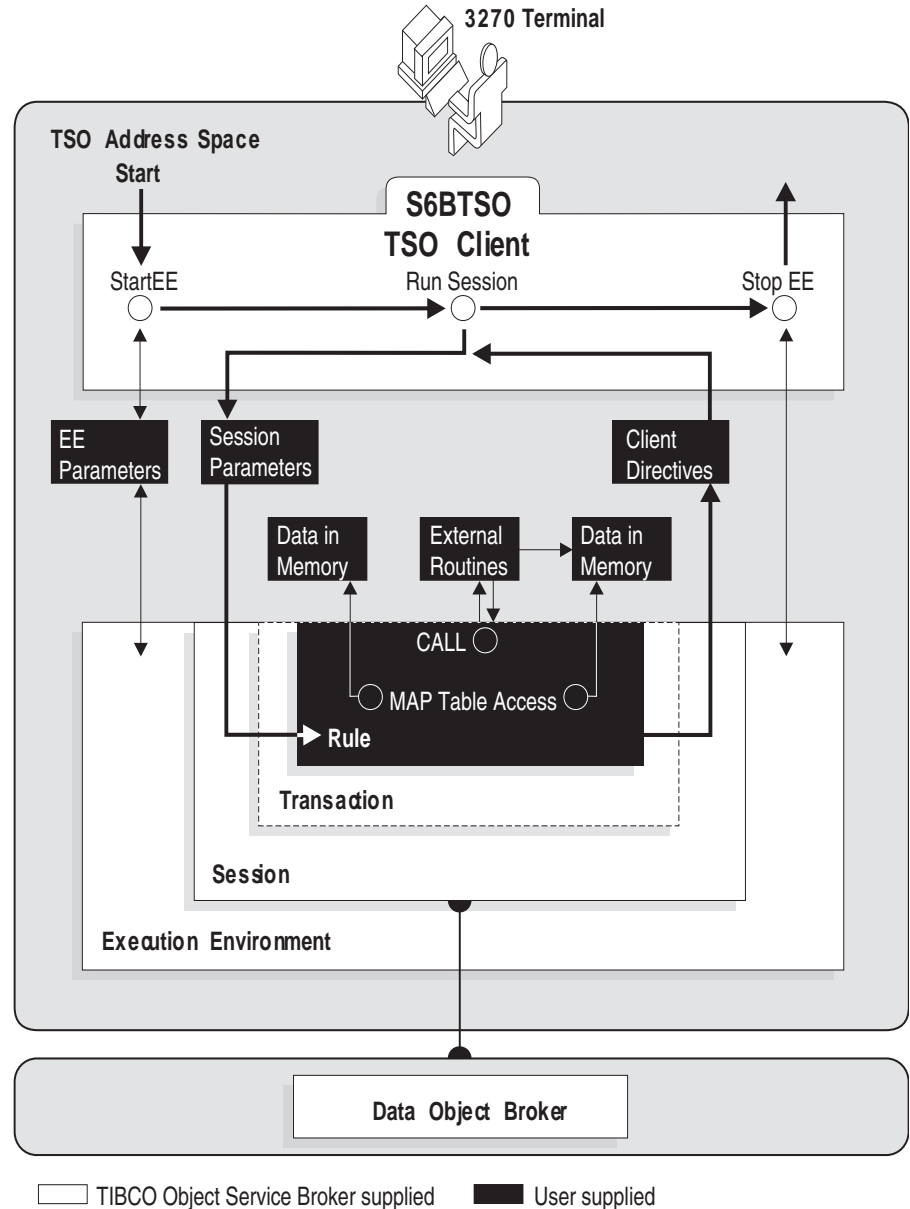 3270 Terminal
TSO Address Space
Start
S6BTSO
TSO Client
StartEE
Run Session
Stop EE
EE
Parameters
Session
Parameters
Client
Directives
Data in
Memory
External
Routines
Data in
Memory
CALL
MAP Table Access
Rule
Transaction
Session
Execution Environment
Data Object Broker
TIBCO Object Service Broker supplied
User supplied